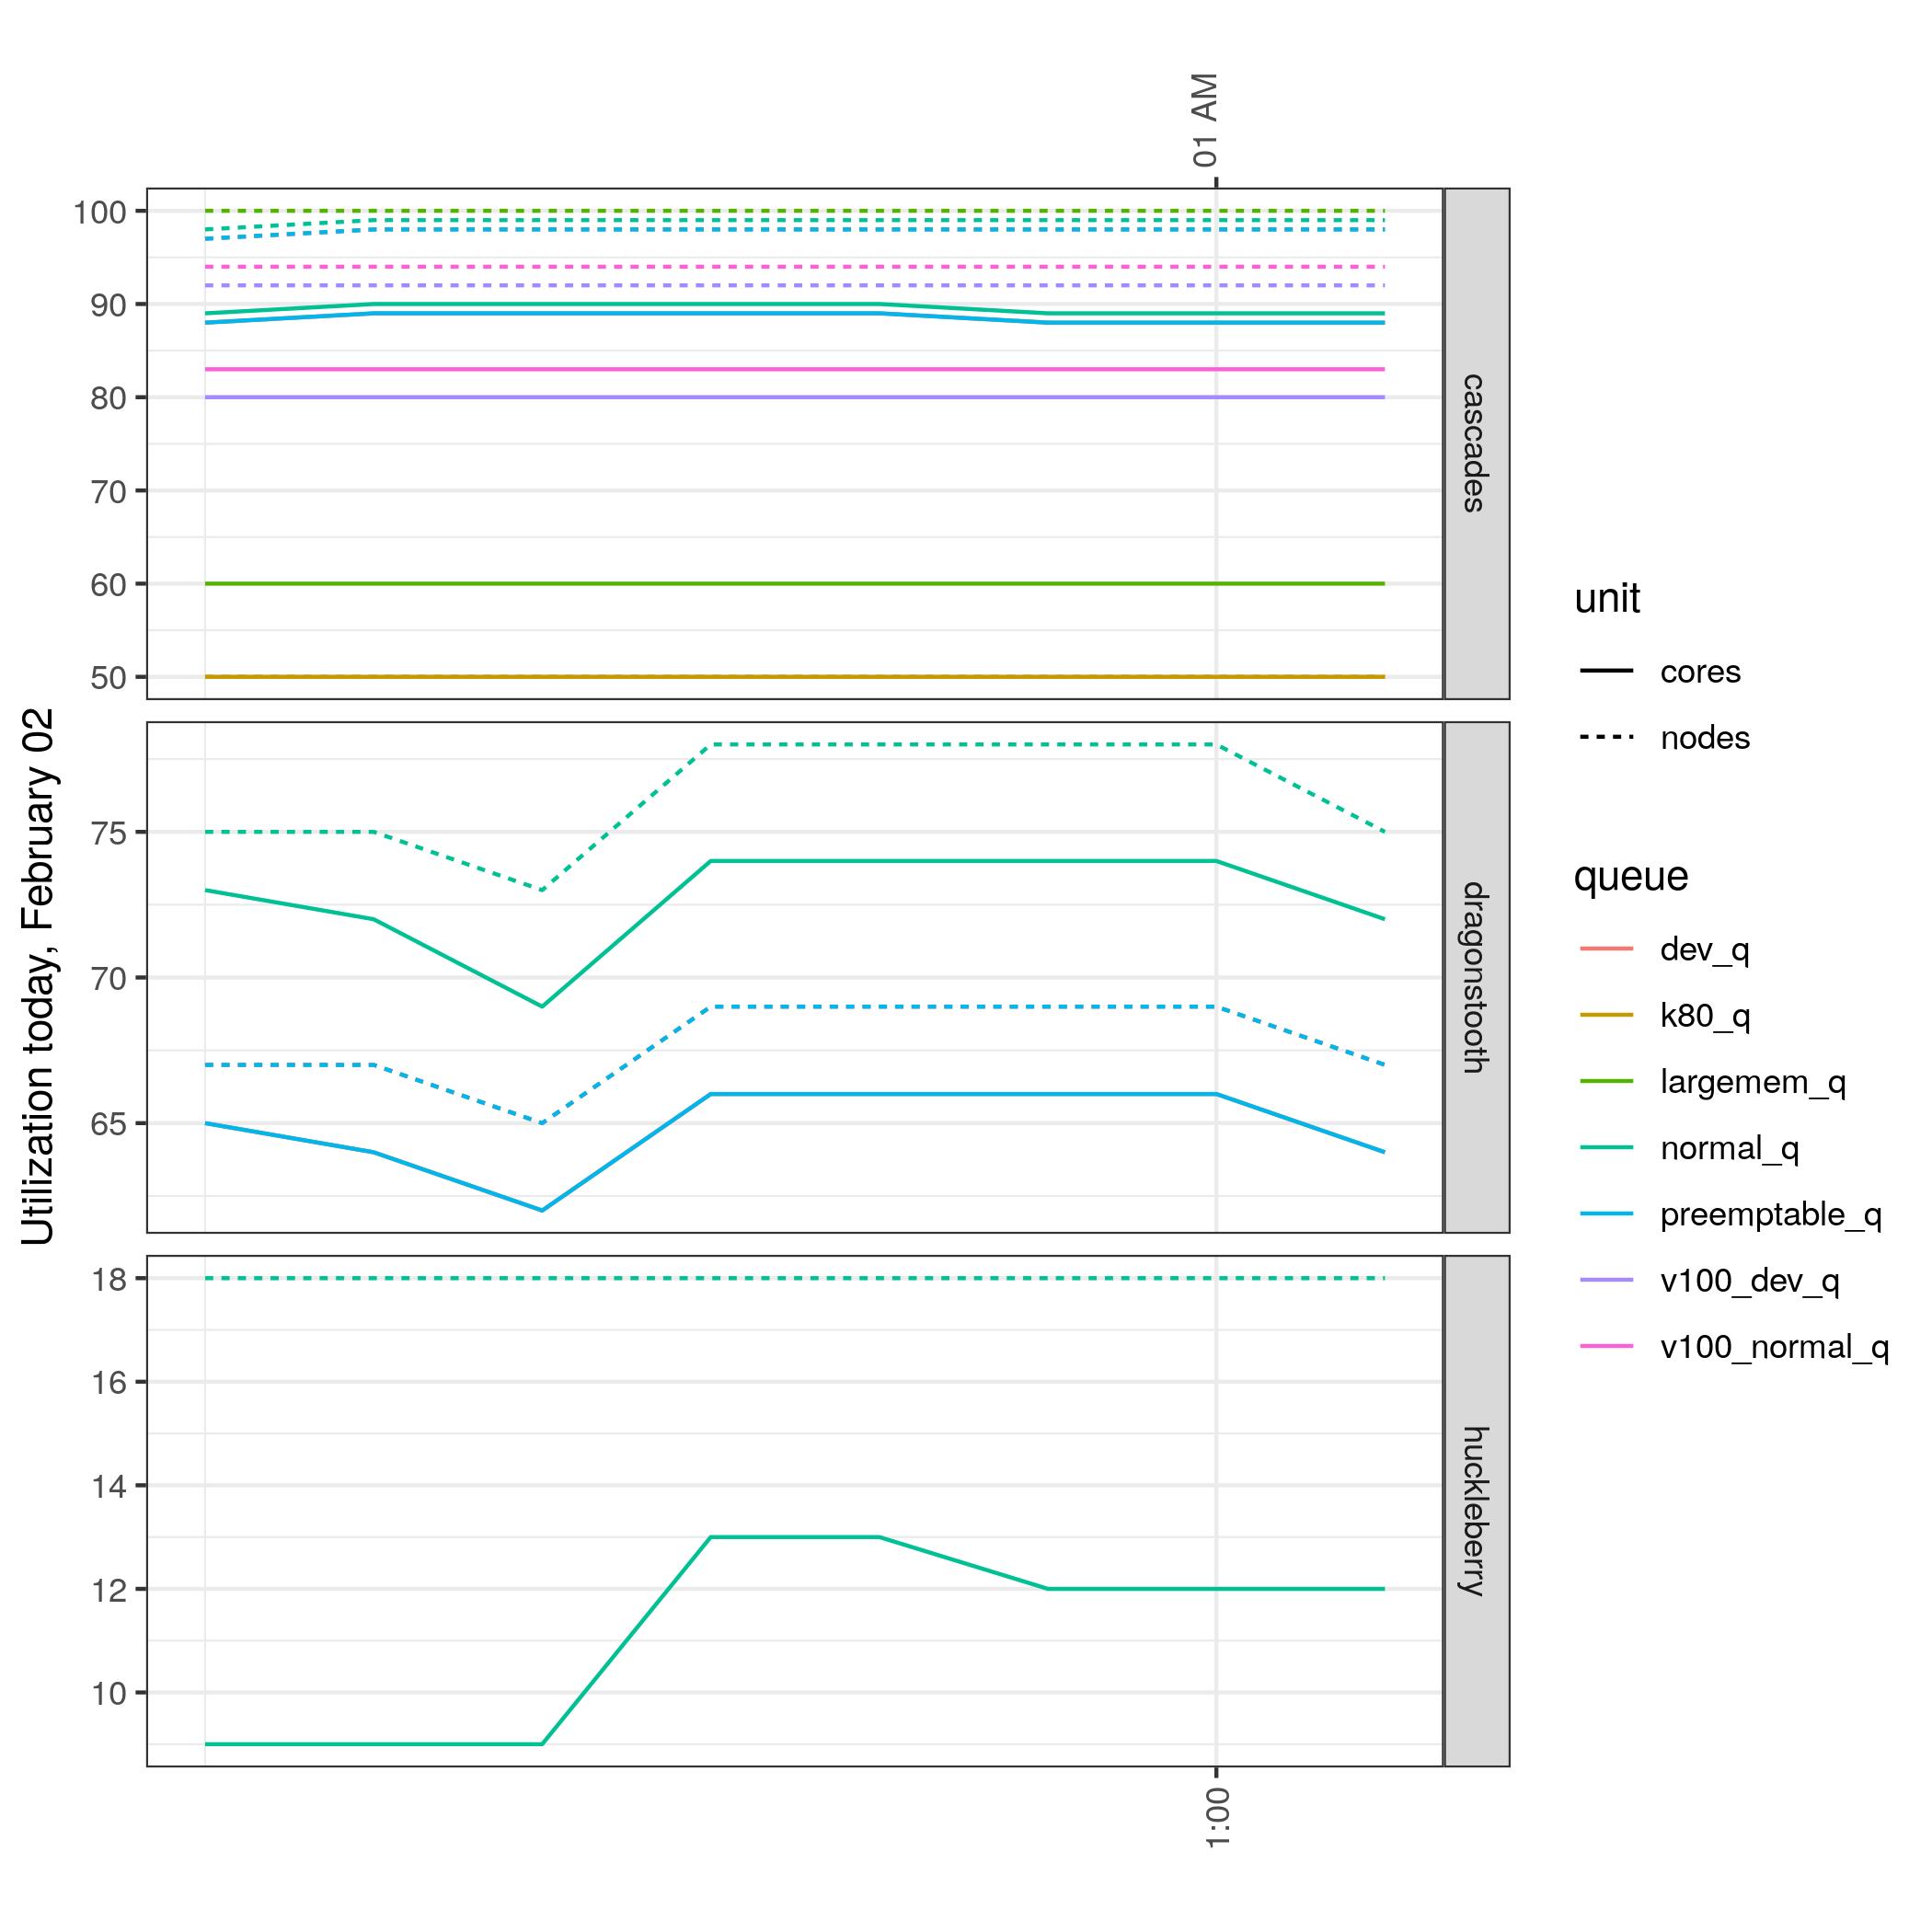 01 AM
Utilization today, February 02
100
90
80
70
60
50
cascades
75
70
65
dragonstooth
18
16
14
12
10
huckleberry
1:00
unit
cores
nodes
queue
dev_q
k80_q
largemem_q
normal_q
preemptable_q
v100_dev_q
v100_normal_q